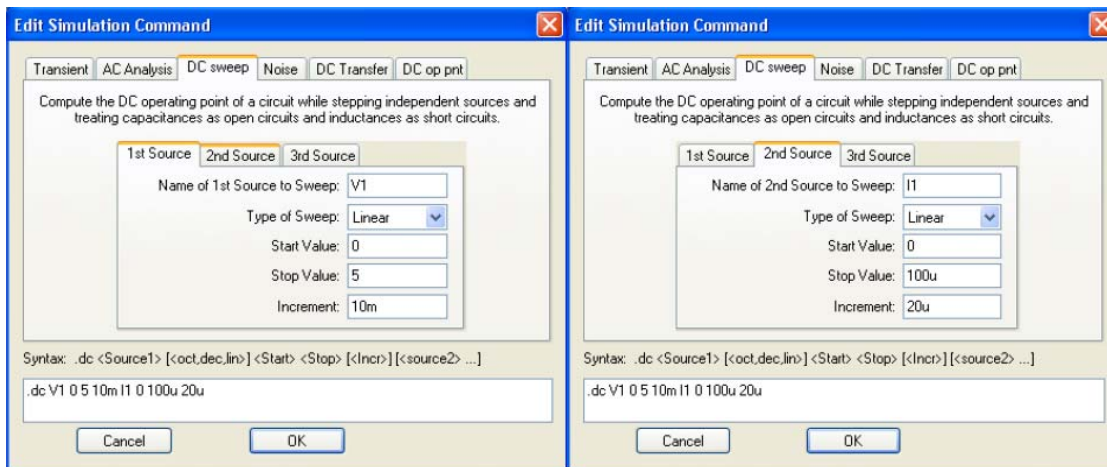 Edit Simulation Command
Transient AC Analysis DC sweep Noise DC Transfer DC op pnt
Compute the DC operating point of a circuit while stepping independent sources and
treating capacitances as open circuits and inductances as short circuits.
1st Source 2nd Source 3rd Source
Name of 1st Source to Sweep: V1
Type of Sweep: Linear
Start Value: 0
Stop Value: 5
Increment: 10m
Syntax: .dc <Source1> [<oct,dec,lin>] <Start> <Stop> [<Incr>] [<source2> ...]
.dc V1 0 5 10m I1 0 100u 20u
Cancel OK
Edit Simulation Command
Transient AC Analysis DC sweep Noise DC Transfer DC op pnt
Compute the DC operating point of a circuit while stepping independent sources and
treating capacitances as open circuits and inductances as short circuits.
1st Source 2nd Source 3rd Source
Name of 2nd Source to Sweep: I1
Type of Sweep: Linear
Start Value: 0
Stop Value: 100u
Increment: 20u
Syntax: .dc <Source1> [<oct,dec,lin>] <Start> <Stop> [<Incr>] [<source2> ...]
.dc V1 0 5 10m I1 0 100u 20u
Cancel OK